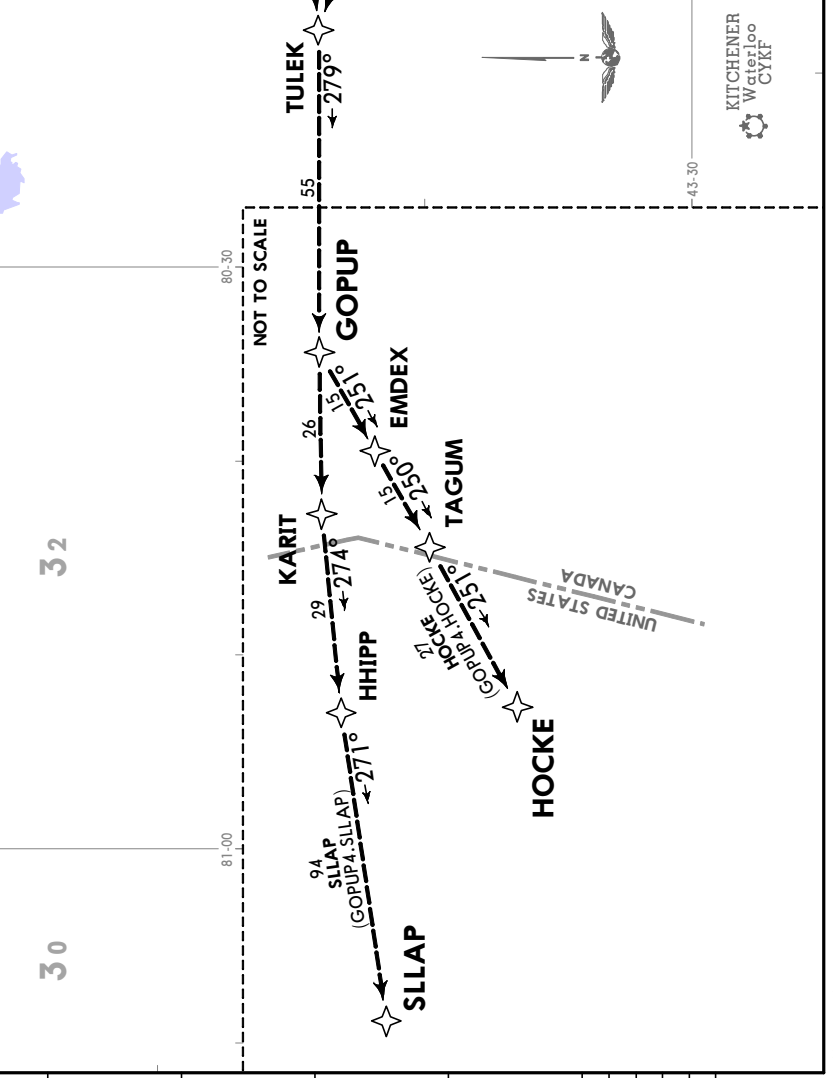 TULEK
279°
N
KITCHENER
Waterloo
CYKF
55
43-30
80-30
NOT TO SCALE
GOPUP
251°
15
EMDEX
26
250°
15
TAGUM
32
KARIT
274°
29
251°
27
HOCKE
(GOPUP4.HOCKE)
CANADA
UNITED STATES
HHIPP
271°
HOCKE
81-00
94
SLLAP
(GOPUP4.SLLAP)
30
SLLAP